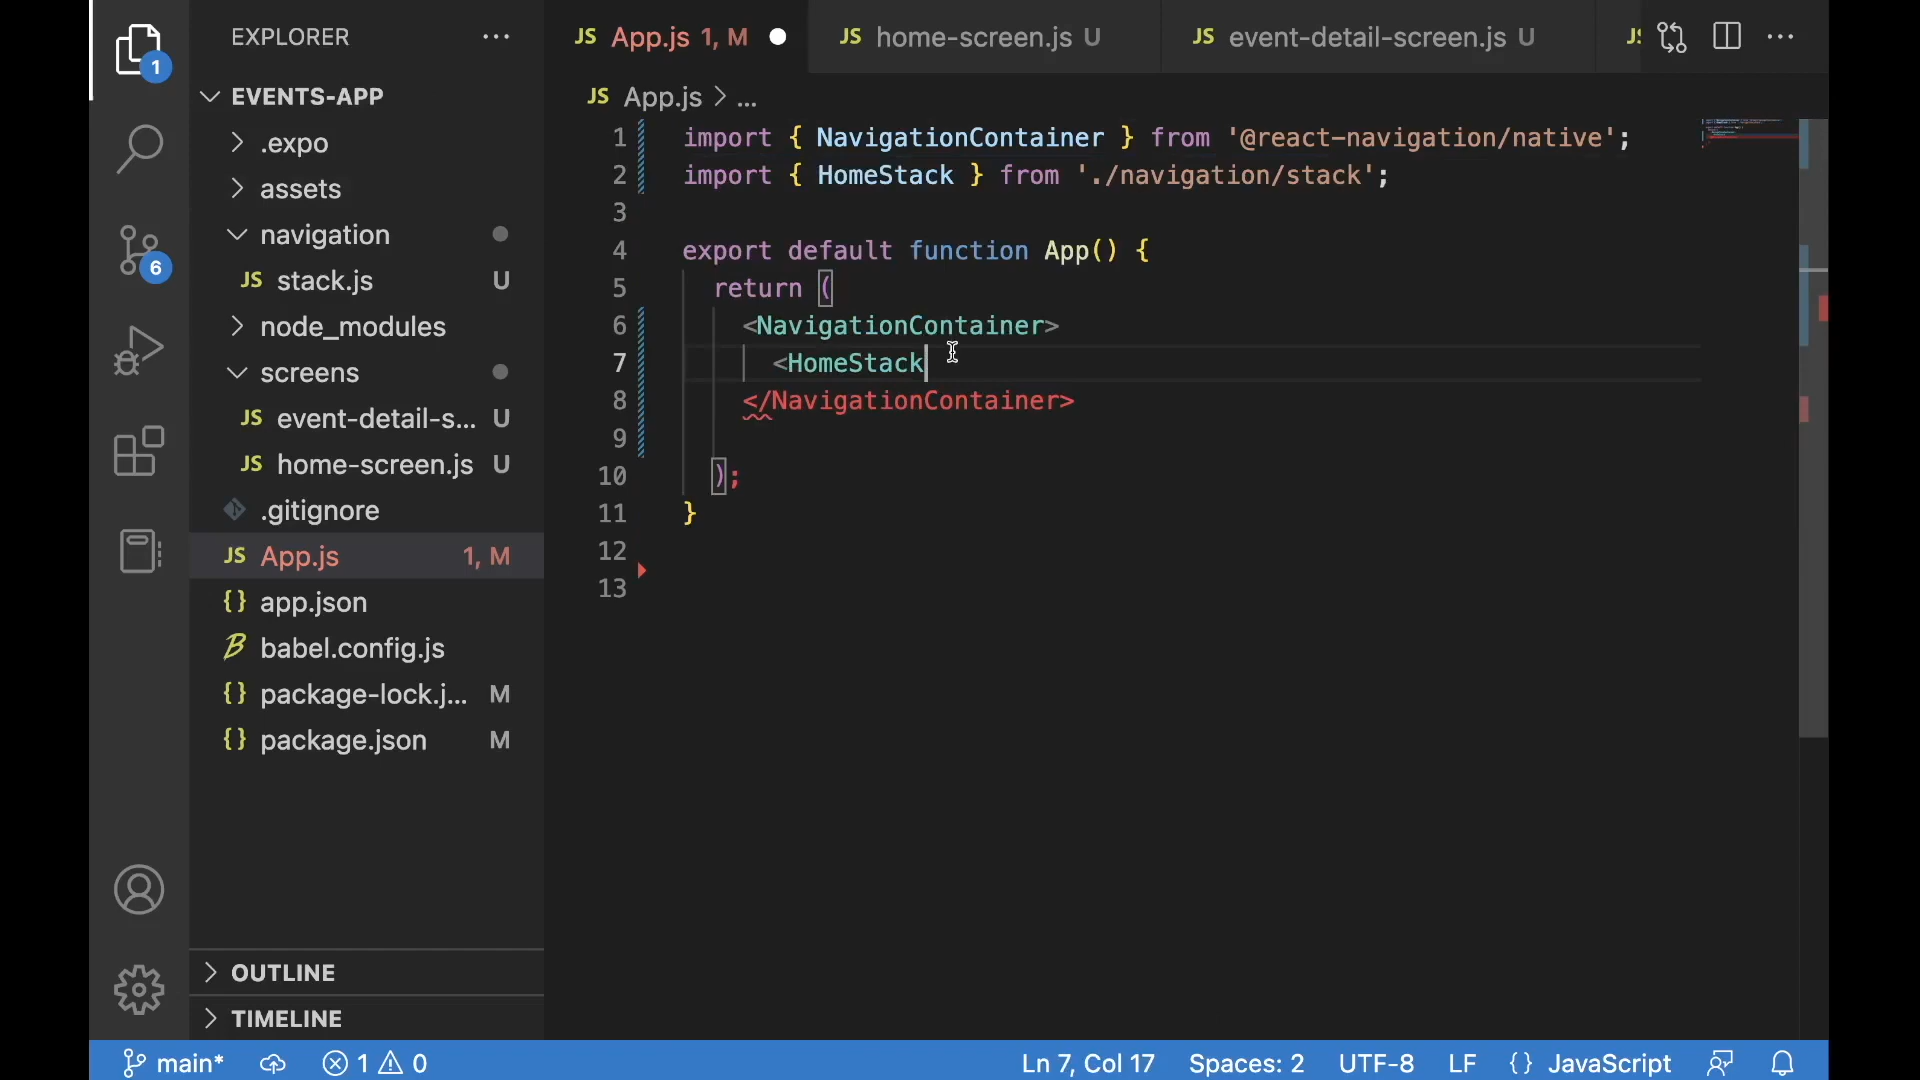 EXPLORER
1
EVENTS-APP
.expo
assets
navigation
JS stack.js U
node_modules
screens
JS event-detail-s... U
JS home-screen.js U
.gitignore
JS App.js 1, M
{} app.json
babel.config.js
{} package-lock.j... M
{} package.json M
6
OUTLINE
TIMELINE
JS App.js 1, M
JS home-screen.js U
JS event-detail-screen.js U
JS
JS App.js > ...
1 import { NavigationContainer } from '@react-navigation/native';
2 import { HomeStack } from './navigation/stack';
3
4 export default function App() {
5 return (
6 <NavigationContainer>
7 <HomeStack
8 </NavigationContainer>
9
10 );
11 }
12
13
main* 1 0 Ln 7, Col 17 Spaces: 2 UTF-8 LF {} JavaScript